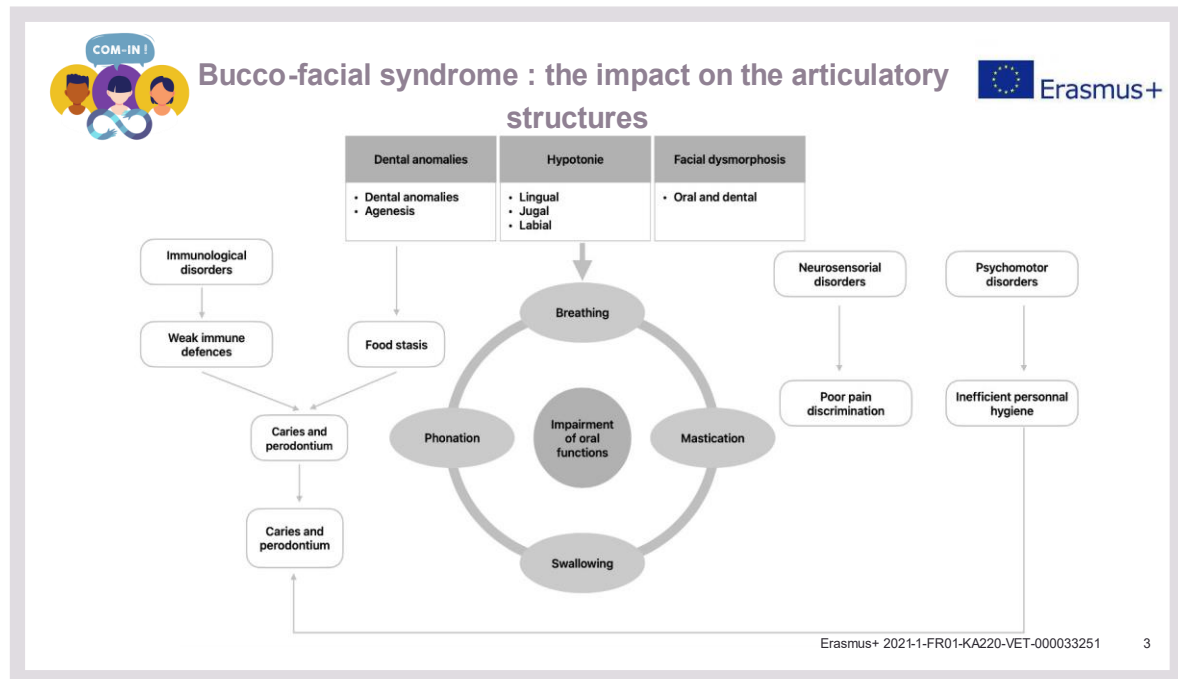 COM-IN !
Bucco-facial syndrome : the impact on the articulatory
structures
Erasmus+
Dental anomalies
Hypotonie
Facial dysmorphosis
• Dental anomalies
• Agenesis
• Lingual
• Jugal
• Labial
• Oral and dental
Immunological
disorders
Neurosensorial
disorders
Psychomotor
disorders
Breathing
Weak immune
defences
Food stasis
Poor pain
discrimination
Inefficient personnal
hygiene
Caries and
perodontium
Phonation
Impairment
of oral
functions
Mastication
Caries and
perodontium
Swallowing
Erasmus+ 2021-1-FR01-KA220-VET-000033251
3